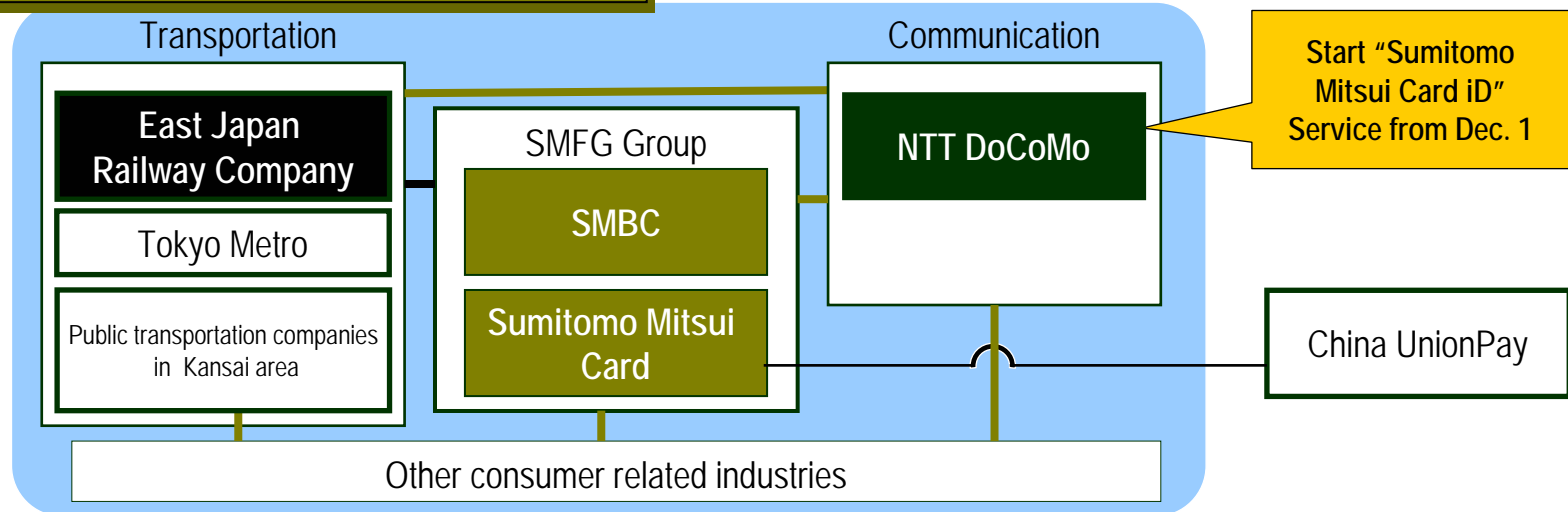 Transportation
Communication
Start “Sumitomo
Mitsui Card iD”
Service from Dec. 1
East Japan
Railway Company
Tokyo Metro
Public transportation companies
in Kansai area
SMFG Group
SMBC
Sumitomo Mitsui
Card
NTT DoCoMo
China UnionPay
Other consumer related industries